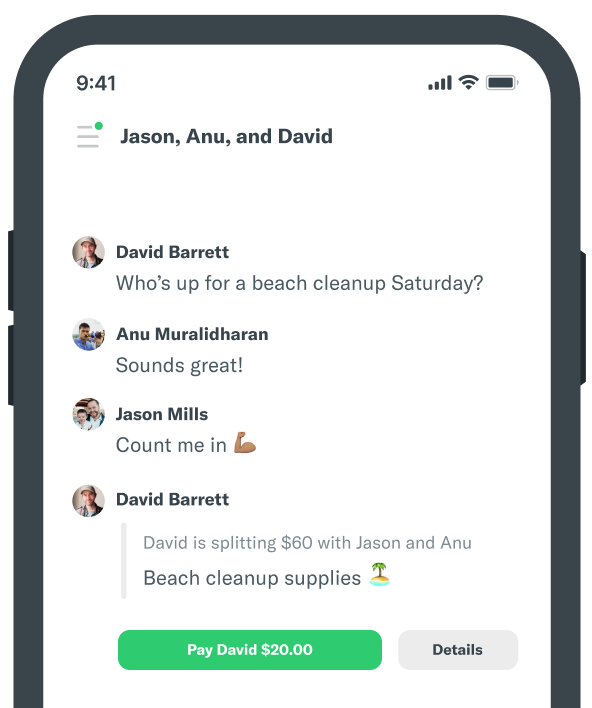 9:41
Jason, Anu, and David
David Barrett
Who's up for a beach cleanup Saturday?
Anu Muralidharan
Sounds great!
Jason Mills
Count me in 💪🏽
David Barrett
David is splitting $60 with Jason and Anu
Beach cleanup supplies 🏝️
Pay David $20.00
Details